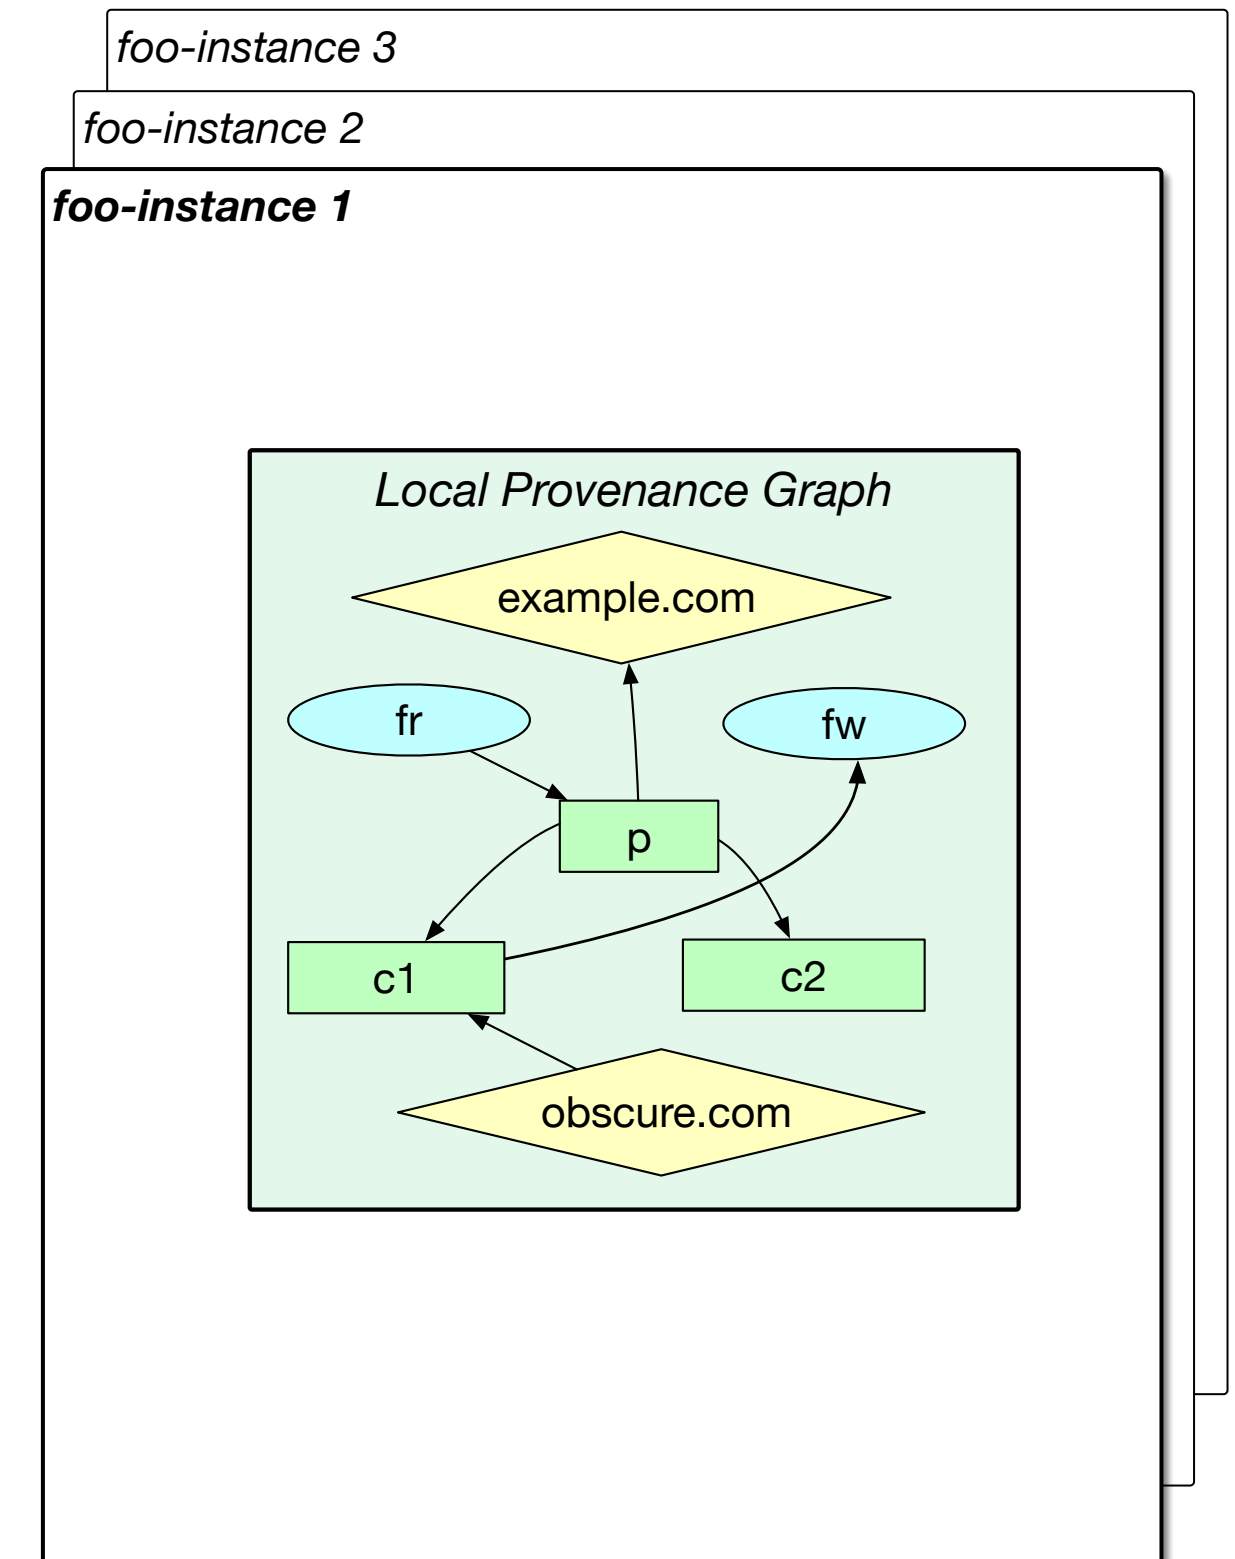 foo-instance 3
foo-instance 2
foo-instance 1
Local Provenance Graph
example.com
fr
fw
p
c1
c2
obscure.com